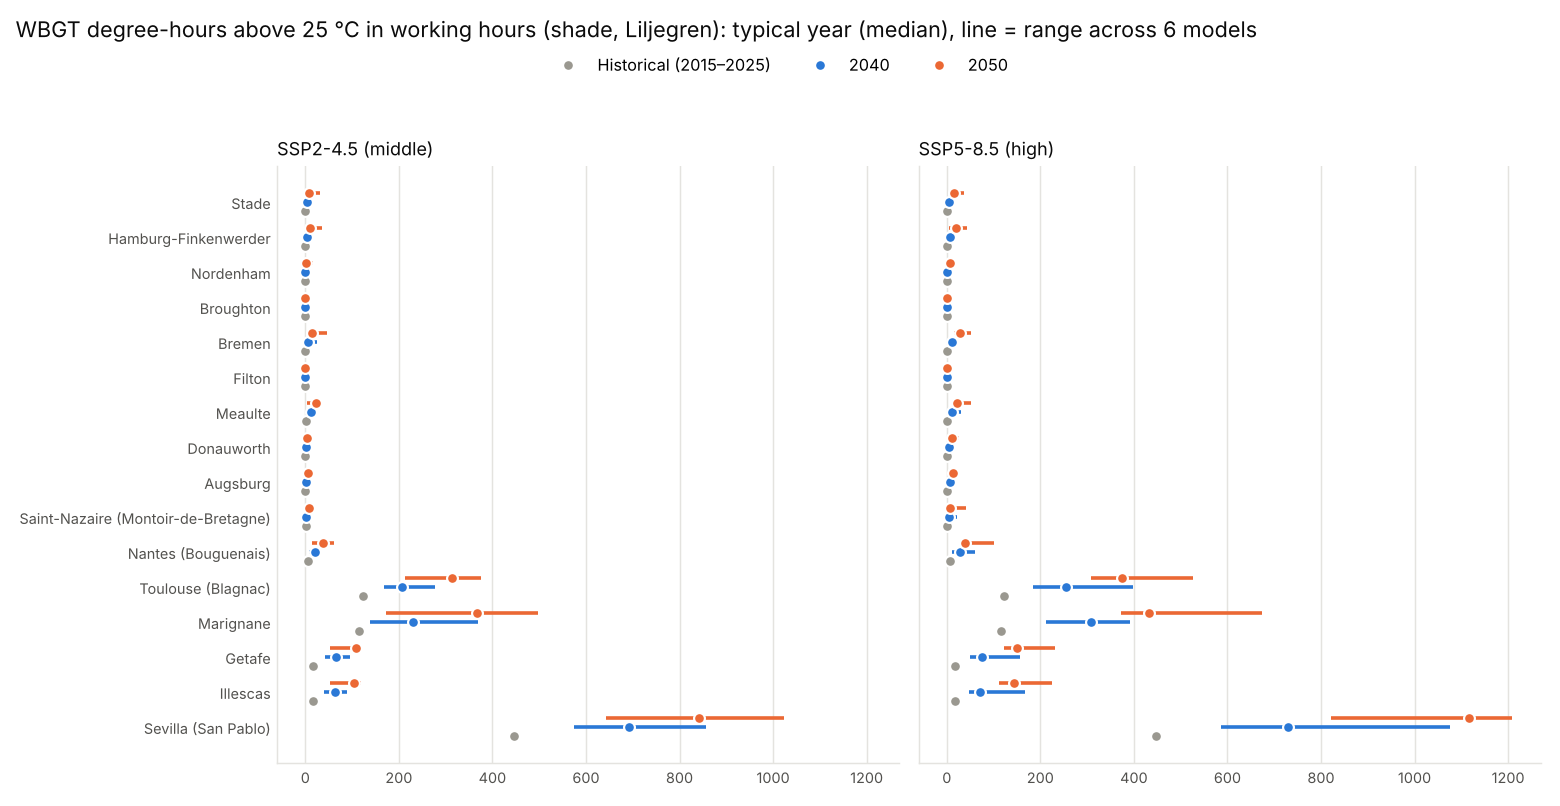 WBGT degree-hours above 25 °C in working hours (shade, Liljegren): typical year (median), line = range across 6 models
Historical (2015–2025) 2040 2050
SSP2-4.5 (middle) SSP5-8.5 (high)
Stade
Hamburg-Finkenwerder
Nordenham
Broughton
Bremen
Filton
Meaulte
Donauworth
Augsburg
Saint-Nazaire (Montoir-de-Bretagne)
Nantes (Bouguenais)
Toulouse (Blagnac)
Marignane
Getafe
Illescas
Sevilla (San Pablo)
0 200 400 600 800 1000 1200 0 200 400 600 800 1000 1200